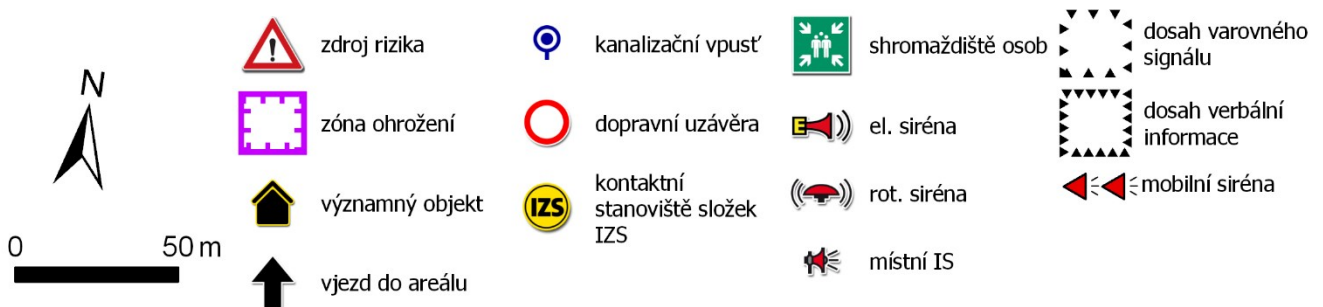 N
0 50 m
zdroj rizika
zóna ohrožení
významný objekt
vjezd do areálu
kanalizační vpusť
dopravní uzávěra
IZS
kontaktní
stanoviště složek
IZS
shromaždiště osob
E
el. siréna
rot. siréna
místní IS
dosah varovného
signálu
dosah verbální
informace
mobilní siréna